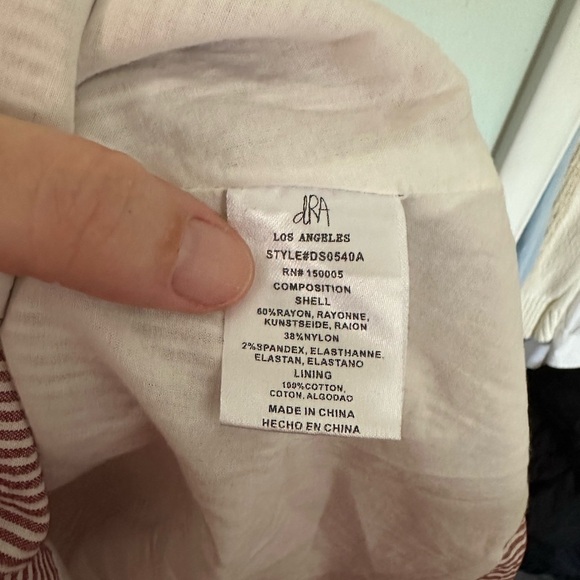 dRA
LOS ANGELES
STYLE#DS0540A
RN# 150005
COMPOSITION
SHELL
60%RAYON, RAYONNE,
KUNSTSEIDE, RAION
38%NYLON
2%SPANDEX, ELASTHANNE,
ELASTAN, ELASTANO
LINING
100%COTTON,
COTON, ALGODAO
MADE IN CHINA
HECHO EN CHINA